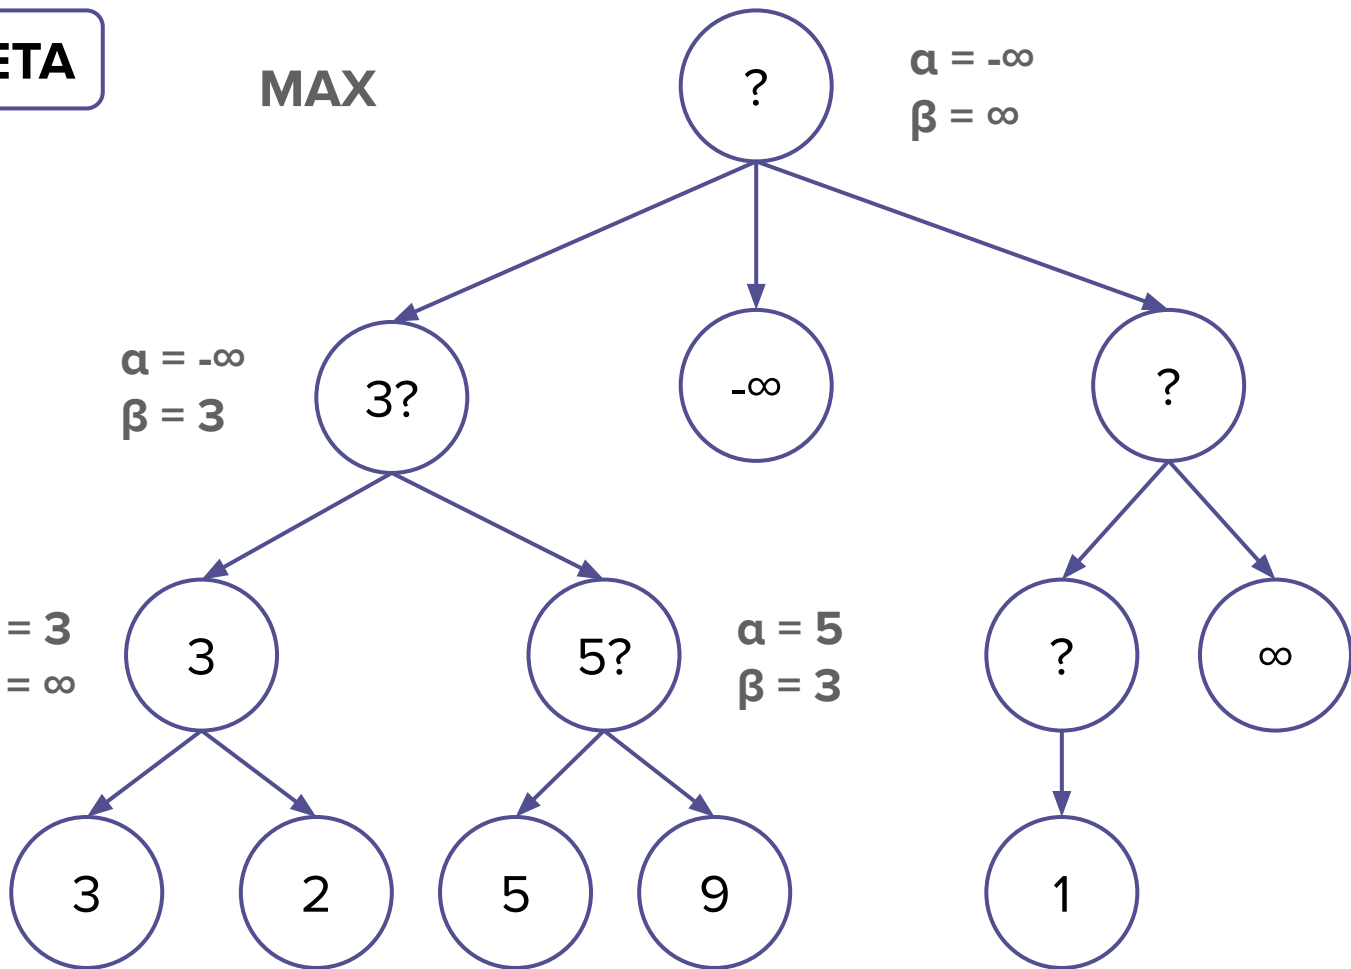 ETA
MAX
?
α = -∞
β = ∞
α = -∞
β = 3
3?
-∞
?
= 3
= ∞
3
5?
α = 5
β = 3
?
∞
3
2
5
9
1